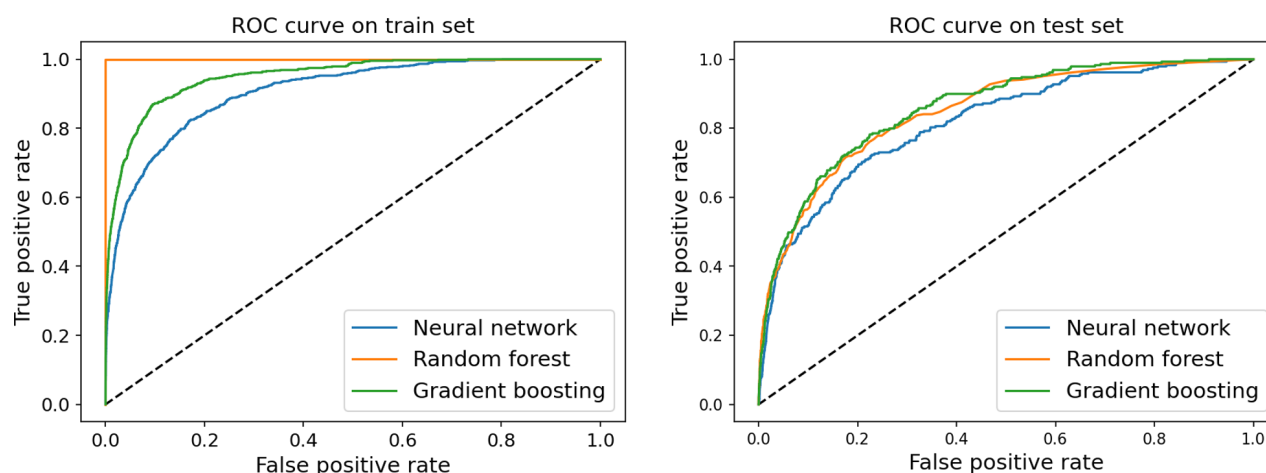 ROC curve on train set
True positive rate
1.0
0.8
0.6
0.4
0.2
0.0
Neural network
Random forest
Gradient boosting
0.0 0.2 0.4 0.6 0.8 1.0
False positive rate
ROC curve on test set
True positive rate
1.0
0.8
0.6
0.4
0.2
0.0
Neural network
Random forest
Gradient boosting
0.0 0.2 0.4 0.6 0.8 1.0
False positive rate